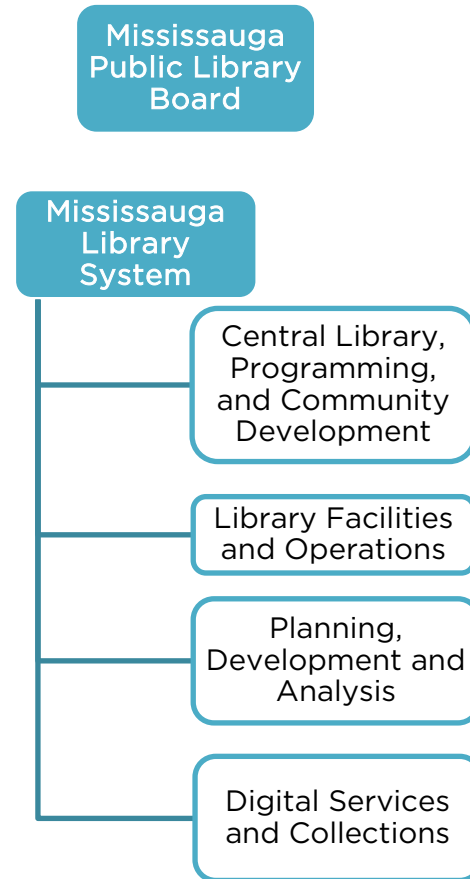 Mississauga
Public Library
Board
Mississauga
Library
System
Central Library,
Programming,
and Community
Development
Library Facilities
and Operations
Planning,
Development and
Analysis
Digital Services
and Collections